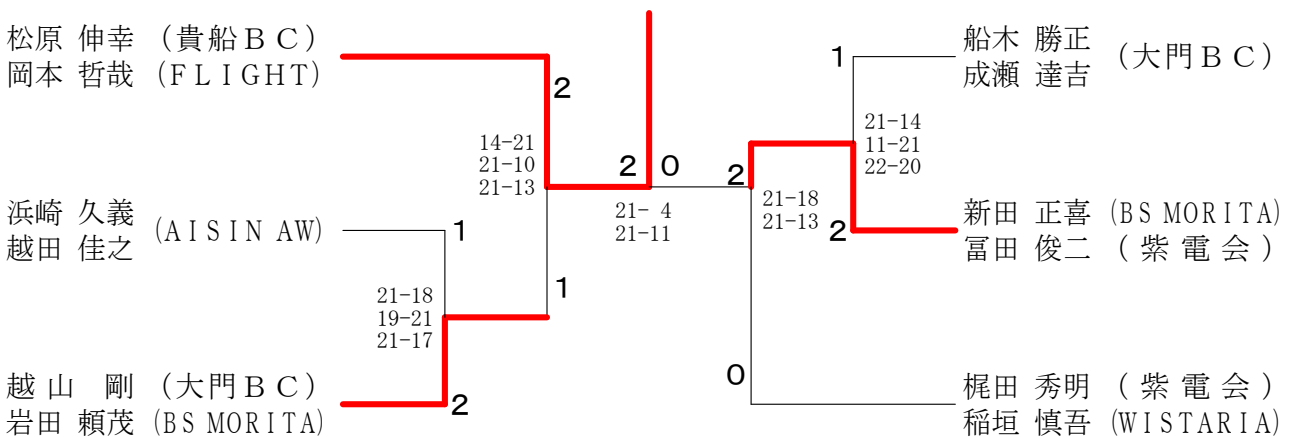 松原 伸幸 (貴船BC)
岡本 哲哉 (FLIGHT)
2
14-21
21-10
21-13
浜崎 久義
越田 佳之
(AISIN AW)
1
21-18
19-21
21-17
1
越山 剛 (大門BC)
岩田 頼茂 (BS MORITA)
2
2 0
21- 4
21-11
船木 勝正
成瀬 達吉
(大門BC)
1
21-14
11-21
22-20
2
21-18
21-13
2
新田 正喜 (BS MORITA)
冨田 俊二 (紫電会)
0
梶田 秀明 (紫電会)
稲垣 慎吾 (WISTARIA)